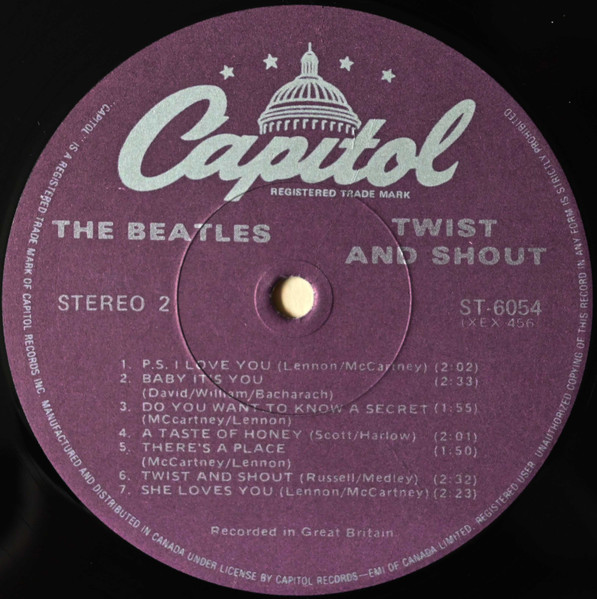 Capitol
REGISTERED TRADE MARK
THE BEATLES
TWIST
AND SHOUT
STEREO 2
ST-6054
(XEX 456)
1. P.S. I LOVE YOU (Lennon/McCartney) (2:02)
2. BABY IT'S YOU (2:33)
(David/William/Bacharach)
3. DO YOU WANT TO KNOW A SECRET (1:55)
(MCcartney/Lennon)
4. A TASTE OF HONEY (Scott/Harlow) (2:01)
5. THERE'S A PLACE (1:50)
(McCartney/Lennon)
6. TWIST AND SHOUT (Russell/Medley) (2:32)
7. SHE LOVES YOU (Lennon/McCartney) (2:23)
Recorded in Great Britain
"CAPITOL" IS A REGISTERED TRADE MARK OF CAPITOL RECORDS INC. MANUFACTURED AND DISTRIBUTED IN CANADA UNDER LICENSE BY CAPITOL RECORDS—EMI OF CANADA LIMITED, REGISTERED USER. UNAUTHORIZED COPYING OF THIS RECORD IN ANY FORM IS STRICTLY PROHIBITED